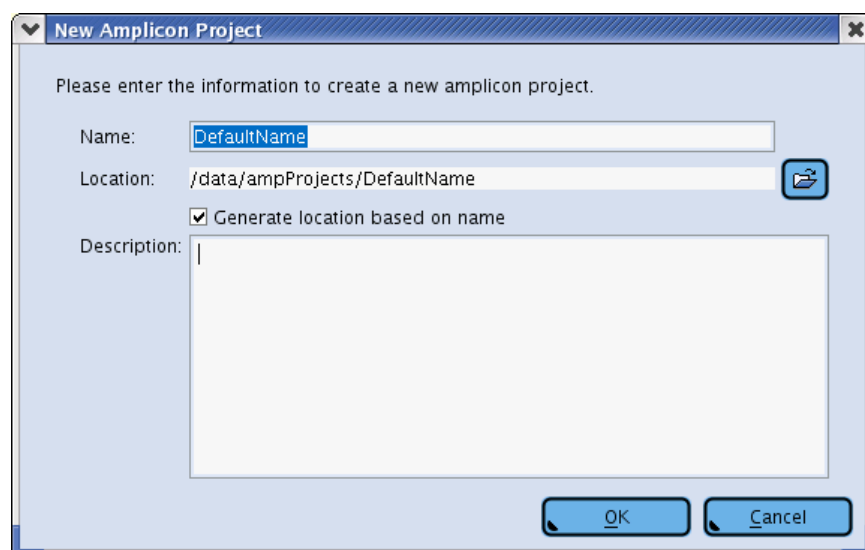 New Amplicon Project
Please enter the information to create a new amplicon project.
Name: DefaultName
Location: /data/ampProjects/DefaultName
Generate location based on name
Description:
OK Cancel